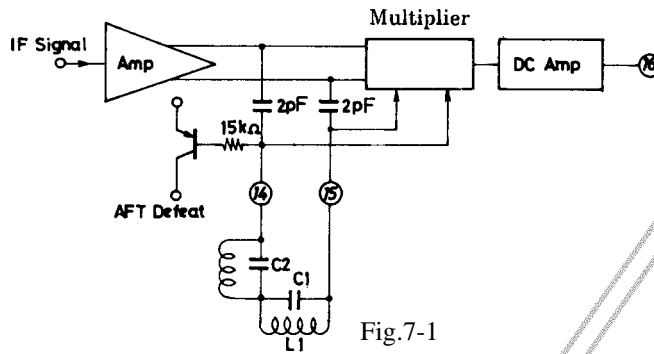 Multiplier
IF Signal
Amp
DC Amp
16
2pF
2pF
15kΩ
14
15
AFT Defeat
C2
C1
L1
Fig.7-1